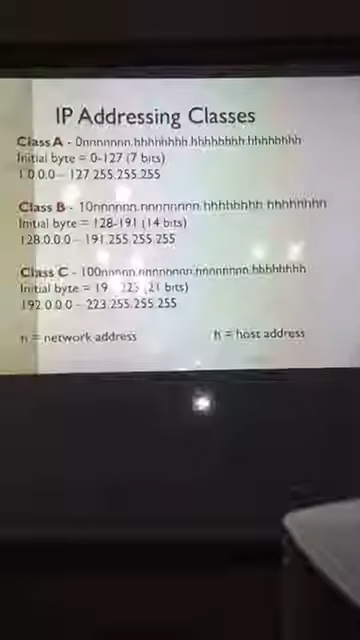 IP Addressing Classes
Class A - 0nnnnnnn.hhhhhhhh.hhhhhhhh.hhhhhhhh
Initial byte = 0-127 (7 bits)
1.0.0.0 - 127.255.255.255
Class B - 10nnnnnn.nnnnnnnn.hhhhhhhh.hhhhhhhh
Initial byte = 128-191 (14 bits)
128.0.0.0 - 191.255.255.255
Class C - 100nnnnn.nnnnnnnn.nnnnnnnn.hhhhhhhh
Initial byte = (21 bits)
192.0.0.0 - 223.255.255.255
n = network address
h = host address